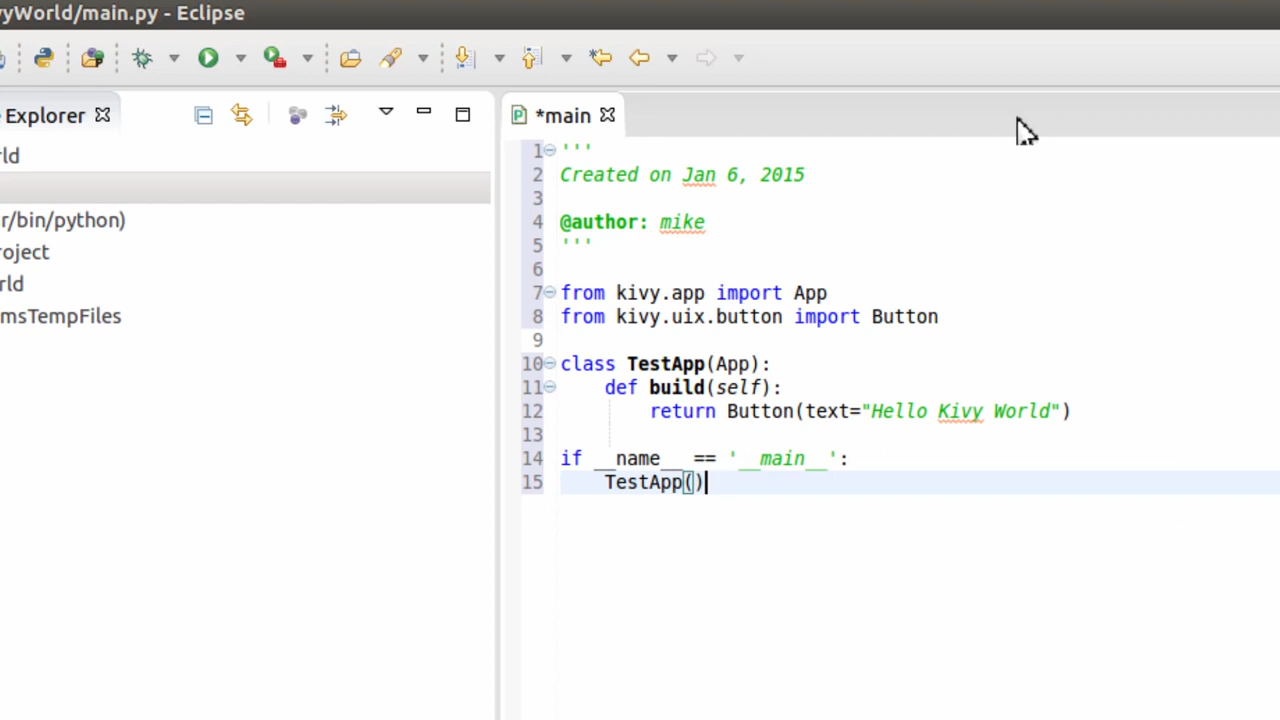 yWorld/main.py - Eclipse
Explorer
*main
rld
r/bin/python)
roject
rld
msTempFiles
1 '''
2 Created on Jan 6, 2015
3
4 @author: mike
5 '''
6
7 from kivy.app import App
8 from kivy.uix.button import Button
9
10 class TestApp(App):
11     def build(self):
12         return Button(text="Hello Kivy World")
13
14 if __name__ == '__main__':
15     TestApp()